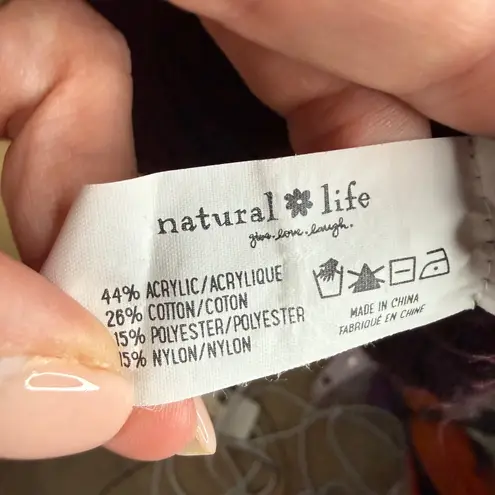 natural life
give.love.laugh.
44% ACRYLIC/ACRYLIQUE
26% COTTON/COTON
15% POLYESTER/POLYESTER
15% NYLON/NYLON
MADE IN CHINA
FABRIQUÉ EN CHINE